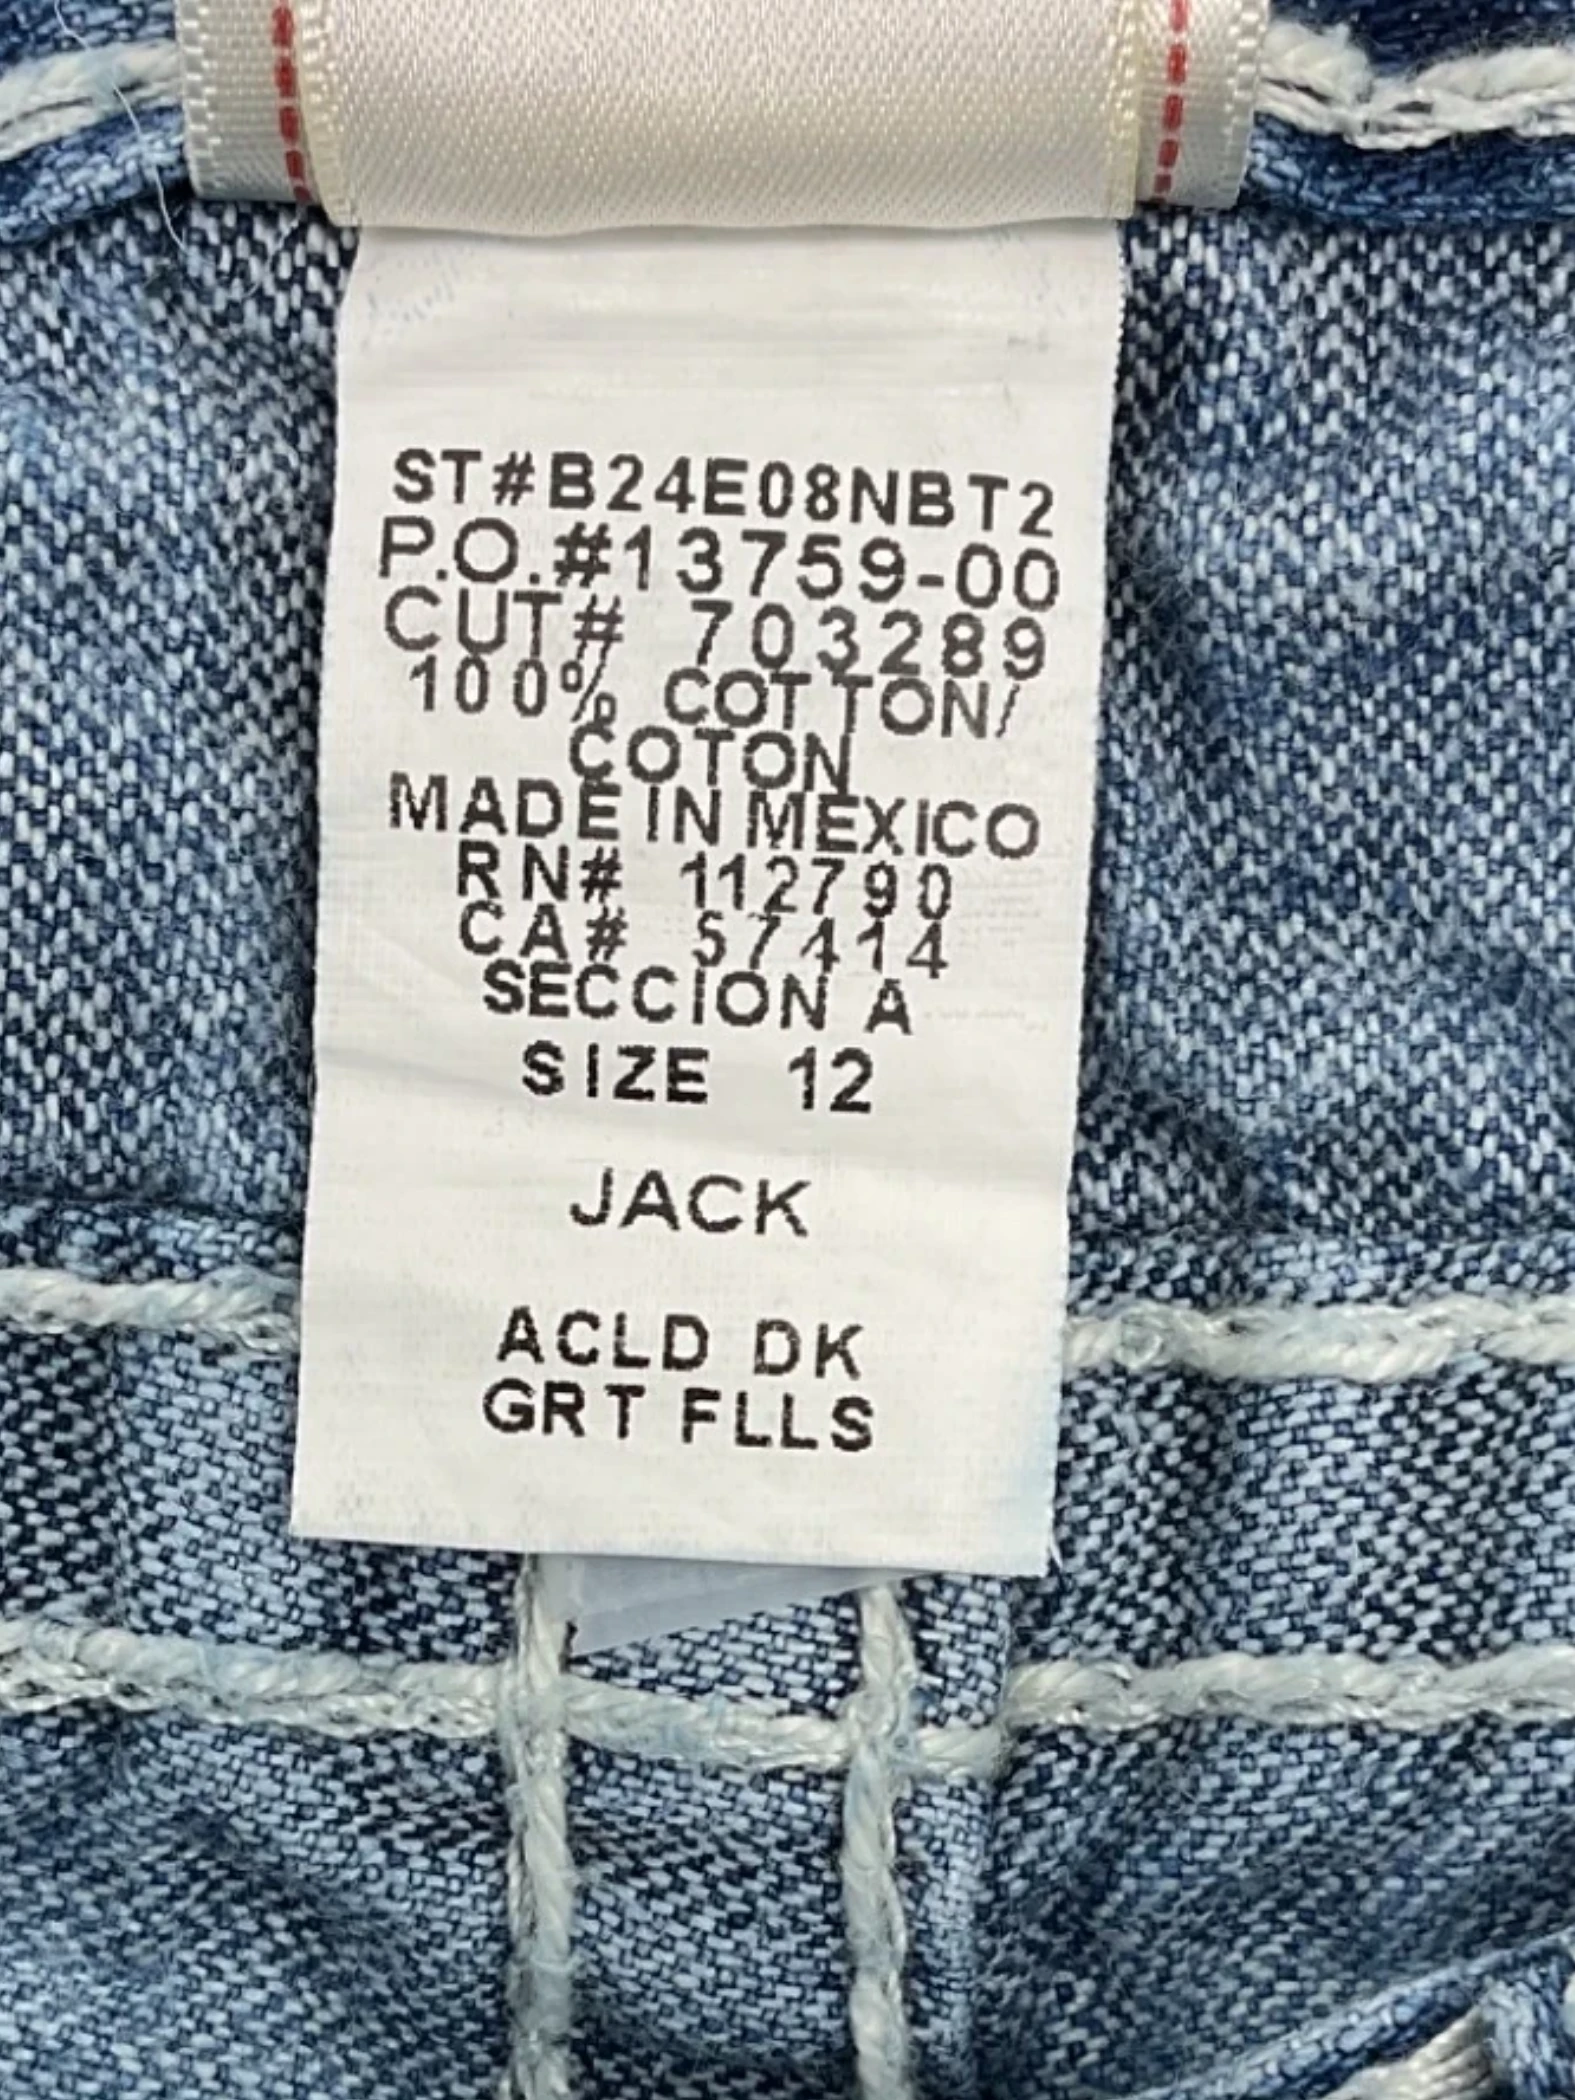 ST#B24E08NBT2
P.O.#13759-00
CUT# 703289
100% COTTON/
COTON
MADE IN MEXICO
RN# 112790
CA# 57414
SECCION A
SIZE 12
JACK
ACLD DK
GRT FLLS